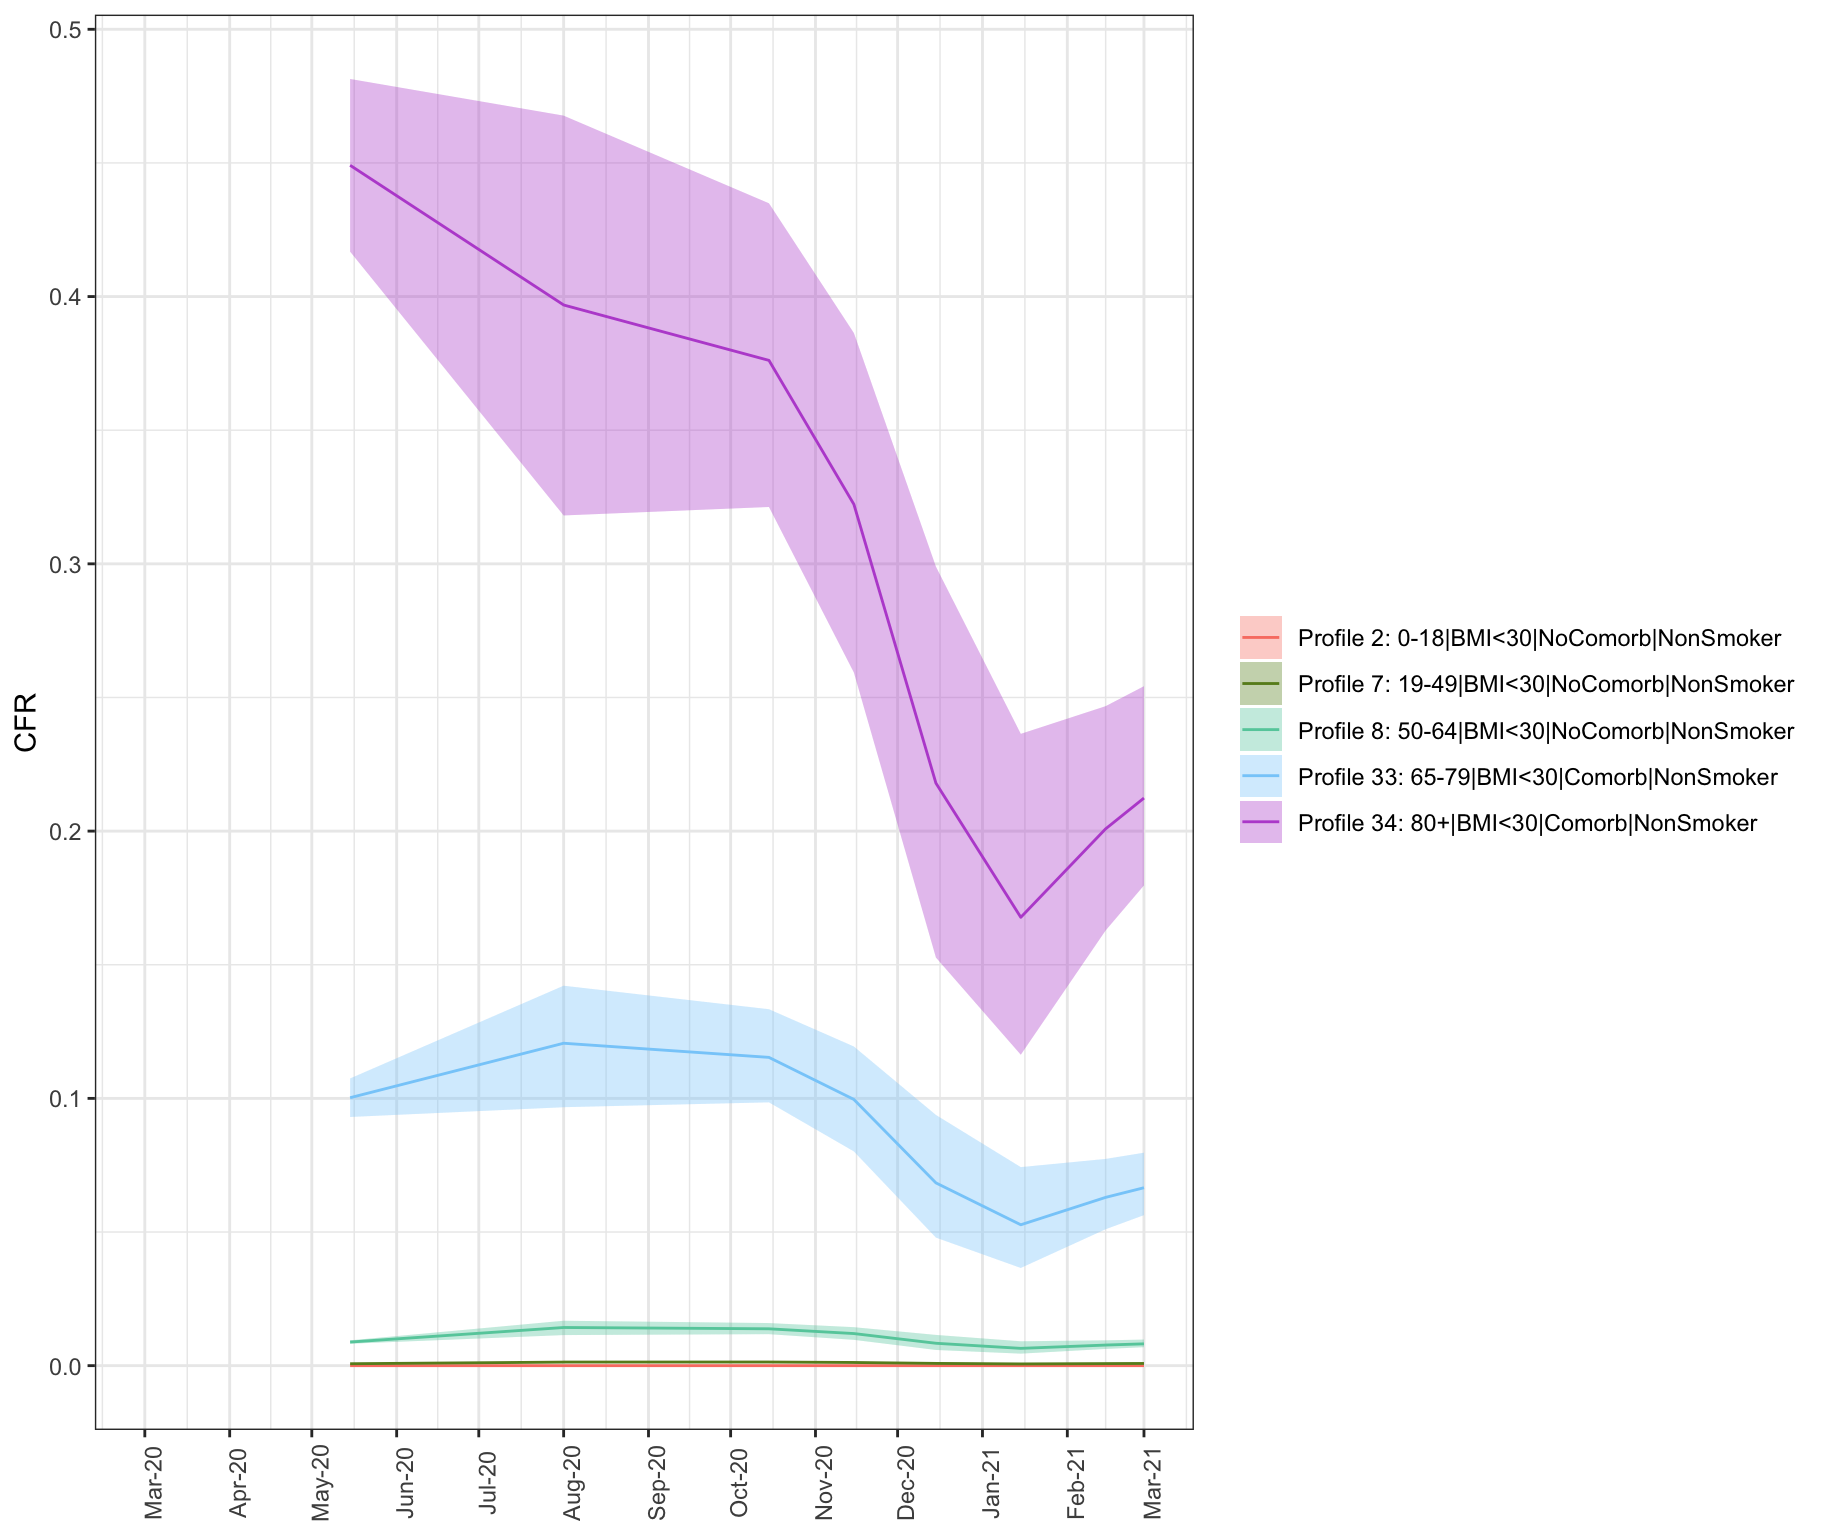 0.5
0.4
0.3
0.2
0.1
0.0
CFR
Mar-20
Apr-20
May-20
Jun-20
Jul-20
Aug-20
Sep-20
Oct-20
Nov-20
Dec-20
Jan-21
Feb-21
Mar-21
Profile 2: 0-18|BMI<30|NoComorb|NonSmoker
Profile 7: 19-49|BMI<30|NoComorb|NonSmoker
Profile 8: 50-64|BMI<30|NoComorb|NonSmoker
Profile 33: 65-79|BMI<30|Comorb|NonSmoker
Profile 34: 80+|BMI<30|Comorb|NonSmoker